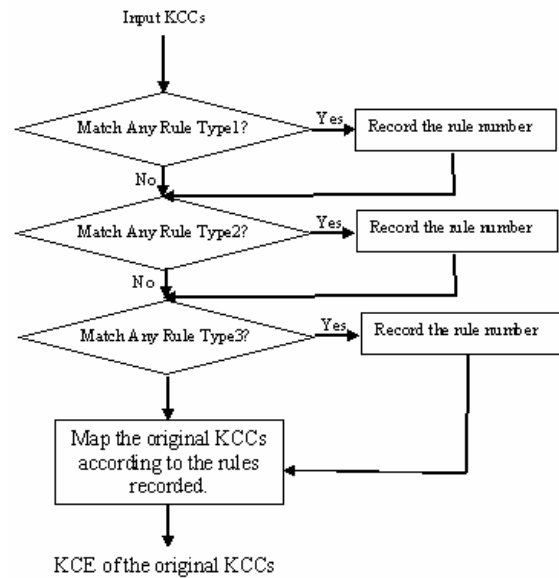 Input KCCs
Match Any Rule Type1?
Yes
Record the rule number
No
Match Any Rule Type2?
Yes
Record the rule number
No
Match Any Rule Type3?
Yes
Record the rule number
Map the original KCCs
according to the rules
recorded.
KCE of the original KCCs